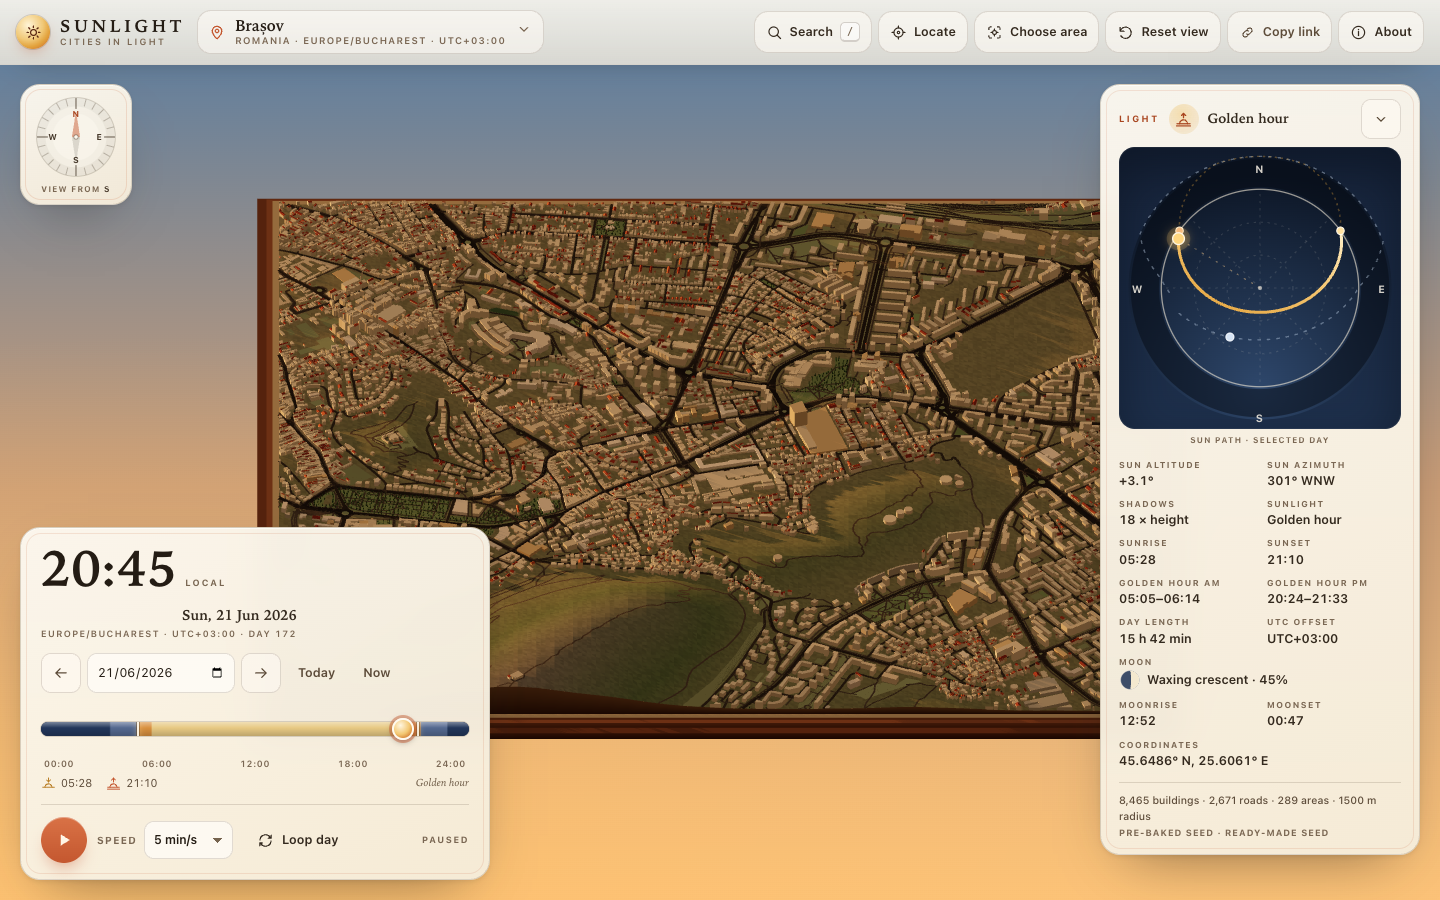 SUNLIGHT
CITIES IN LIGHT
Brașov
ROMANIA · EUROPE/BUCHAREST · UTC+03:00
Search /
Locate
Choose area
Reset view
Copy link
About
N
W E
S
VIEW FROM S
LIGHT Golden hour
N
W E
S
SUN PATH · SELECTED DAY
SUN ALTITUDE SUN AZIMUTH
+3.1° 301° WNW
SHADOWS SUNLIGHT
18 × height Golden hour
SUNRISE SUNSET
05:28 21:10
GOLDEN HOUR AM GOLDEN HOUR PM
05:05–06:14 20:24–21:33
DAY LENGTH UTC OFFSET
15 h 42 min UTC+03:00
MOON
Waxing crescent · 45%
MOONRISE MOONSET
12:52 00:47
COORDINATES
45.6486° N, 25.6061° E
8,465 buildings · 2,671 roads · 289 areas · 1500 m
radius
PRE-BAKED SEED · READY-MADE SEED
20:45 LOCAL
Sun, 21 Jun 2026
EUROPE/BUCHAREST · UTC+03:00 · DAY 172
21/06/2026
Today
Now
00:00 06:00 12:00 18:00 24:00
05:28 21:10 Golden hour
SPEED 5 min/s Loop day PAUSED